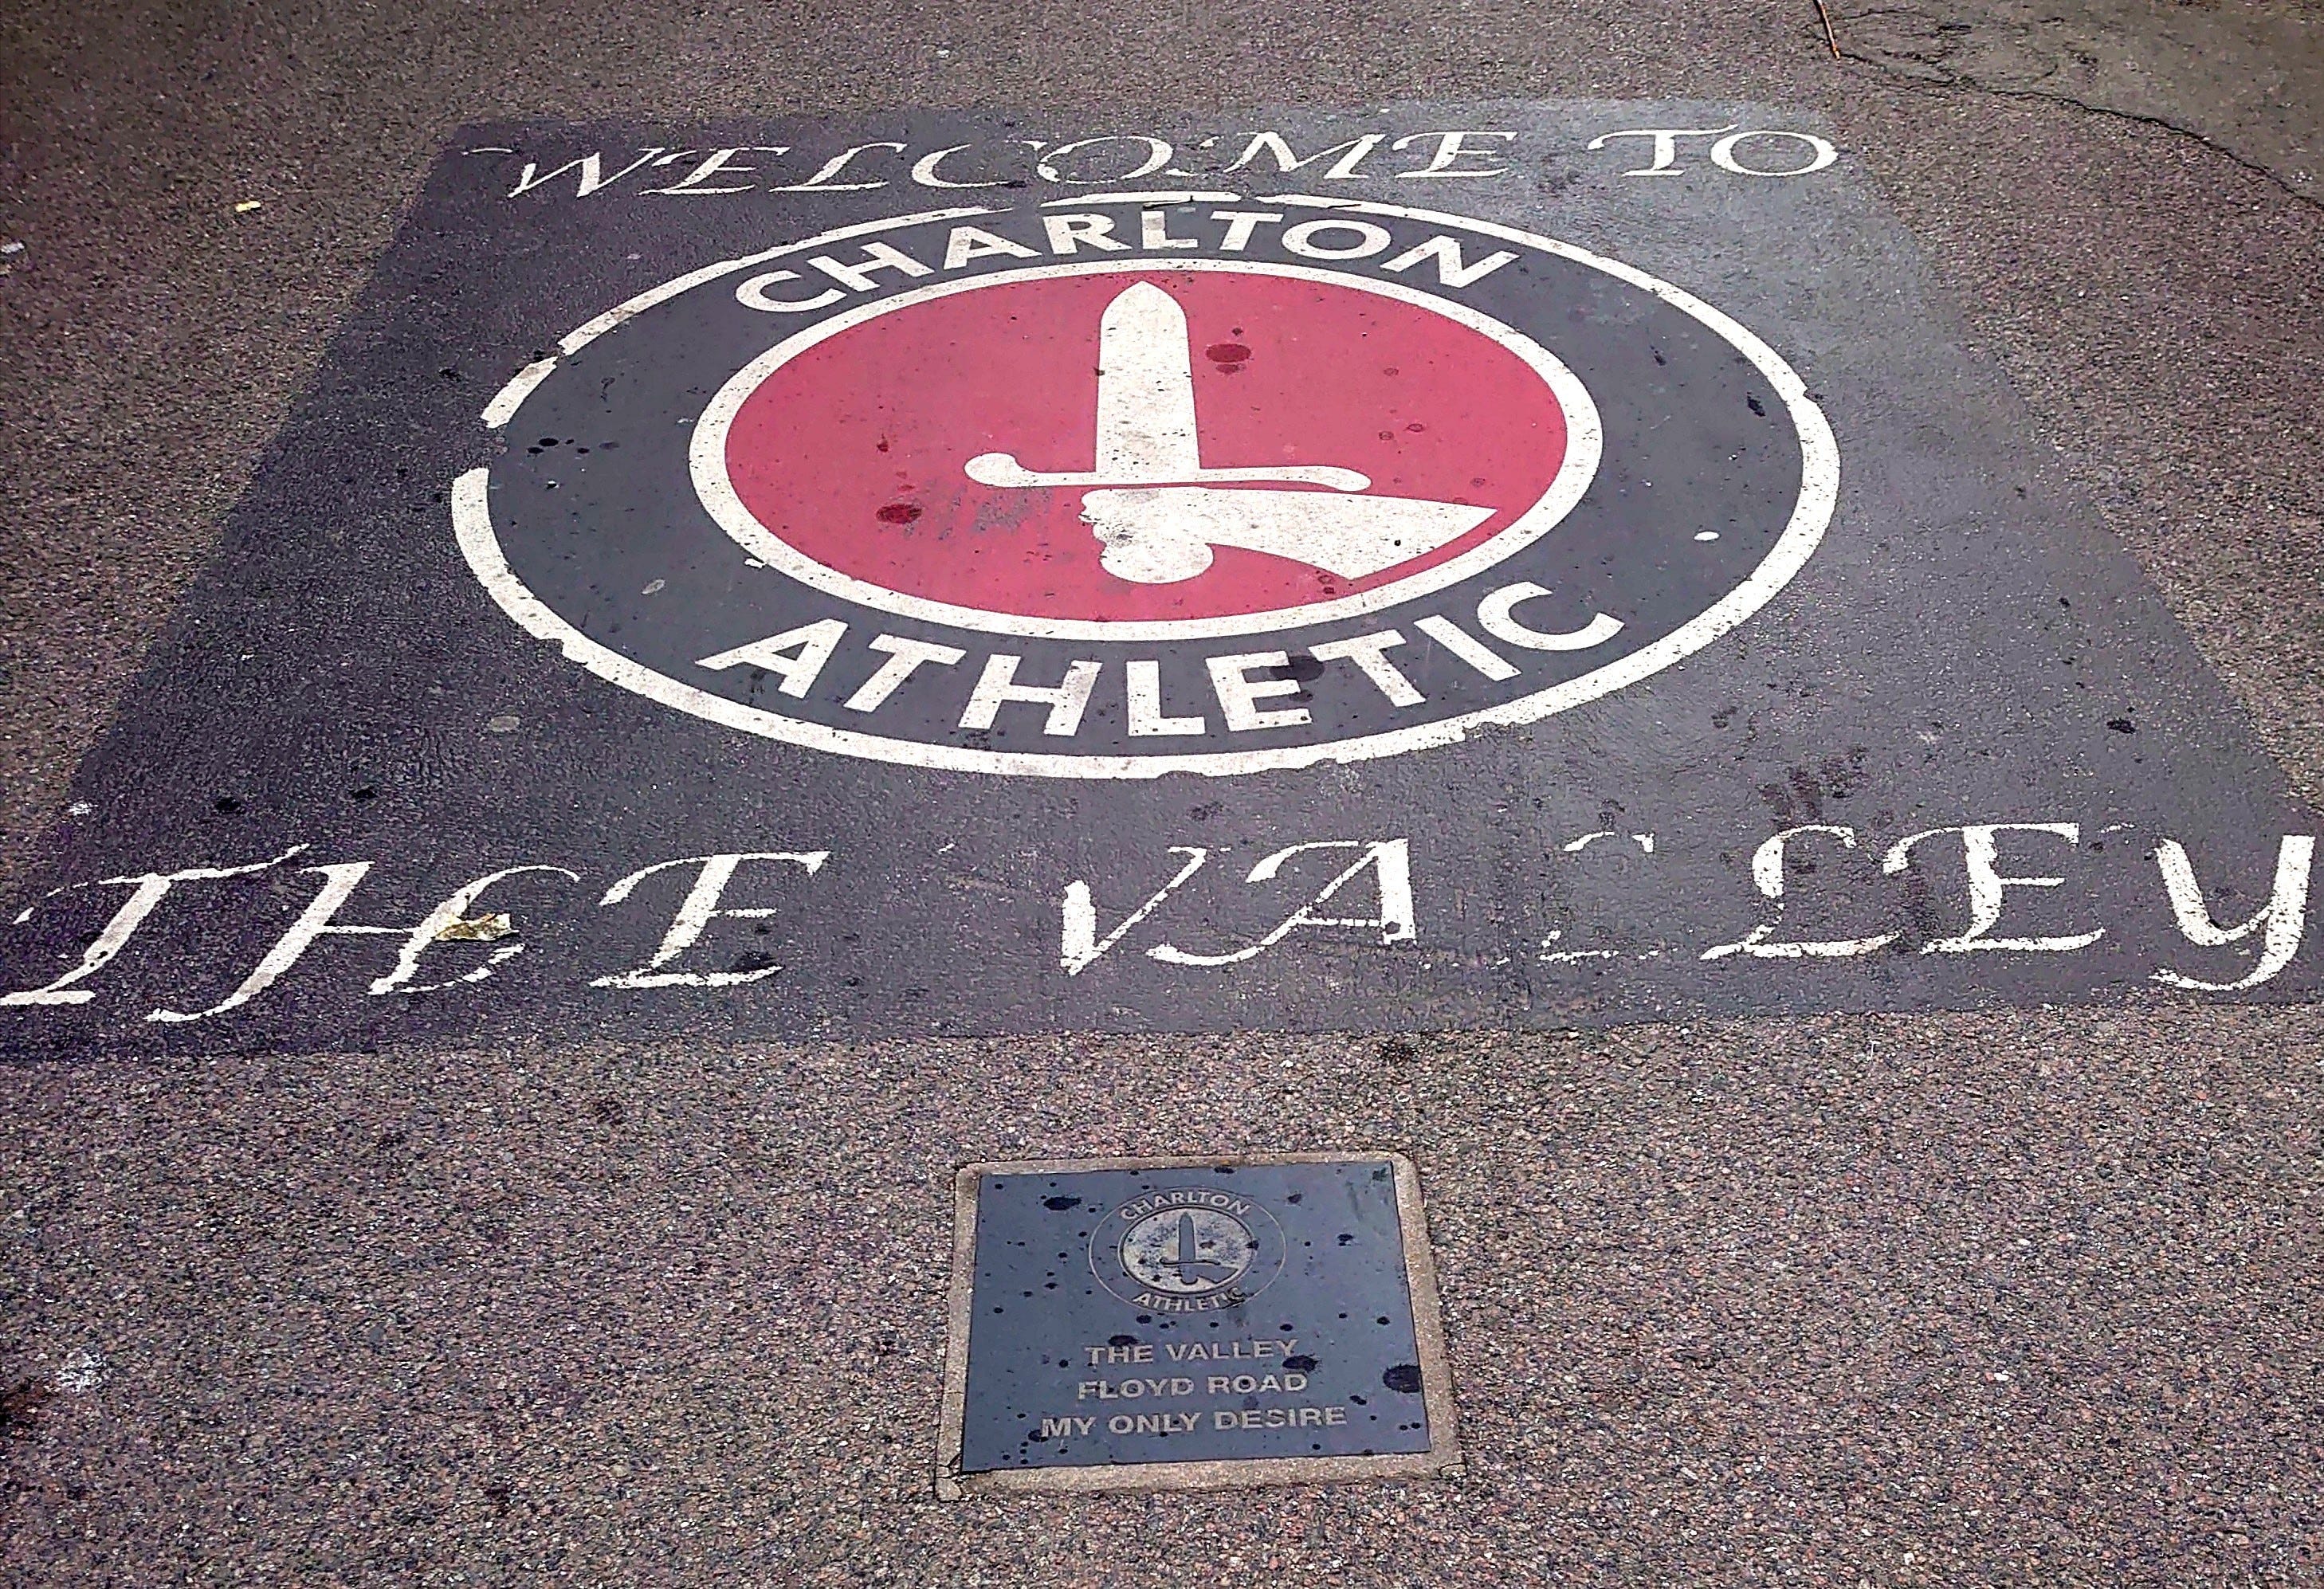 WELCOME TO
CHARLTON
ATHLETIC
THE VALLEY
CHARLTON
ATHLETIC
THE VALLEY
FLOYD ROAD
MY ONLY DESIRE